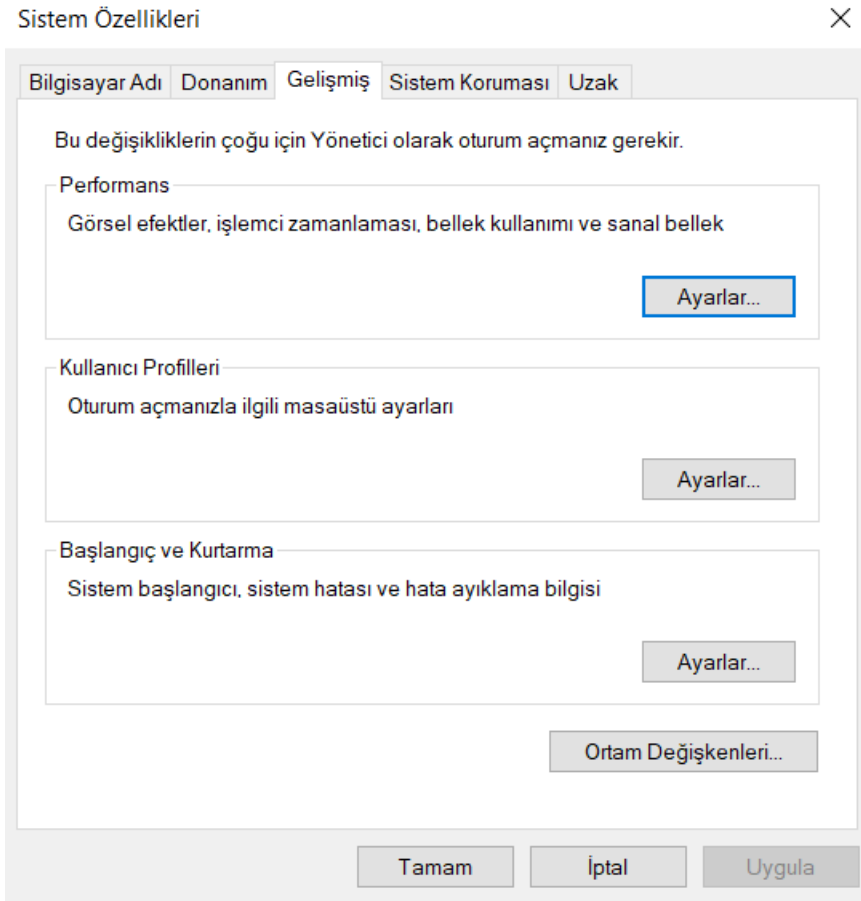 Sistem Özellikleri
Bilgisayar Adı Donanım Gelişmiş Sistem Koruması Uzak
Bu değişikliklerin çoğu için Yönetici olarak oturum açmanız gerekir.
Performans
Görsel efektler, işlemci zamanlaması, bellek kullanımı ve sanal bellek
Ayarlar...
Kullanıcı Profilleri
Oturum açmanızla ilgili masaüstü ayarları
Ayarlar...
Başlangıç ve Kurtarma
Sistem başlangıcı, sistem hatası ve hata ayıklama bilgisi
Ayarlar...
Ortam Değişkenleri...
Tamam İptal Uygula